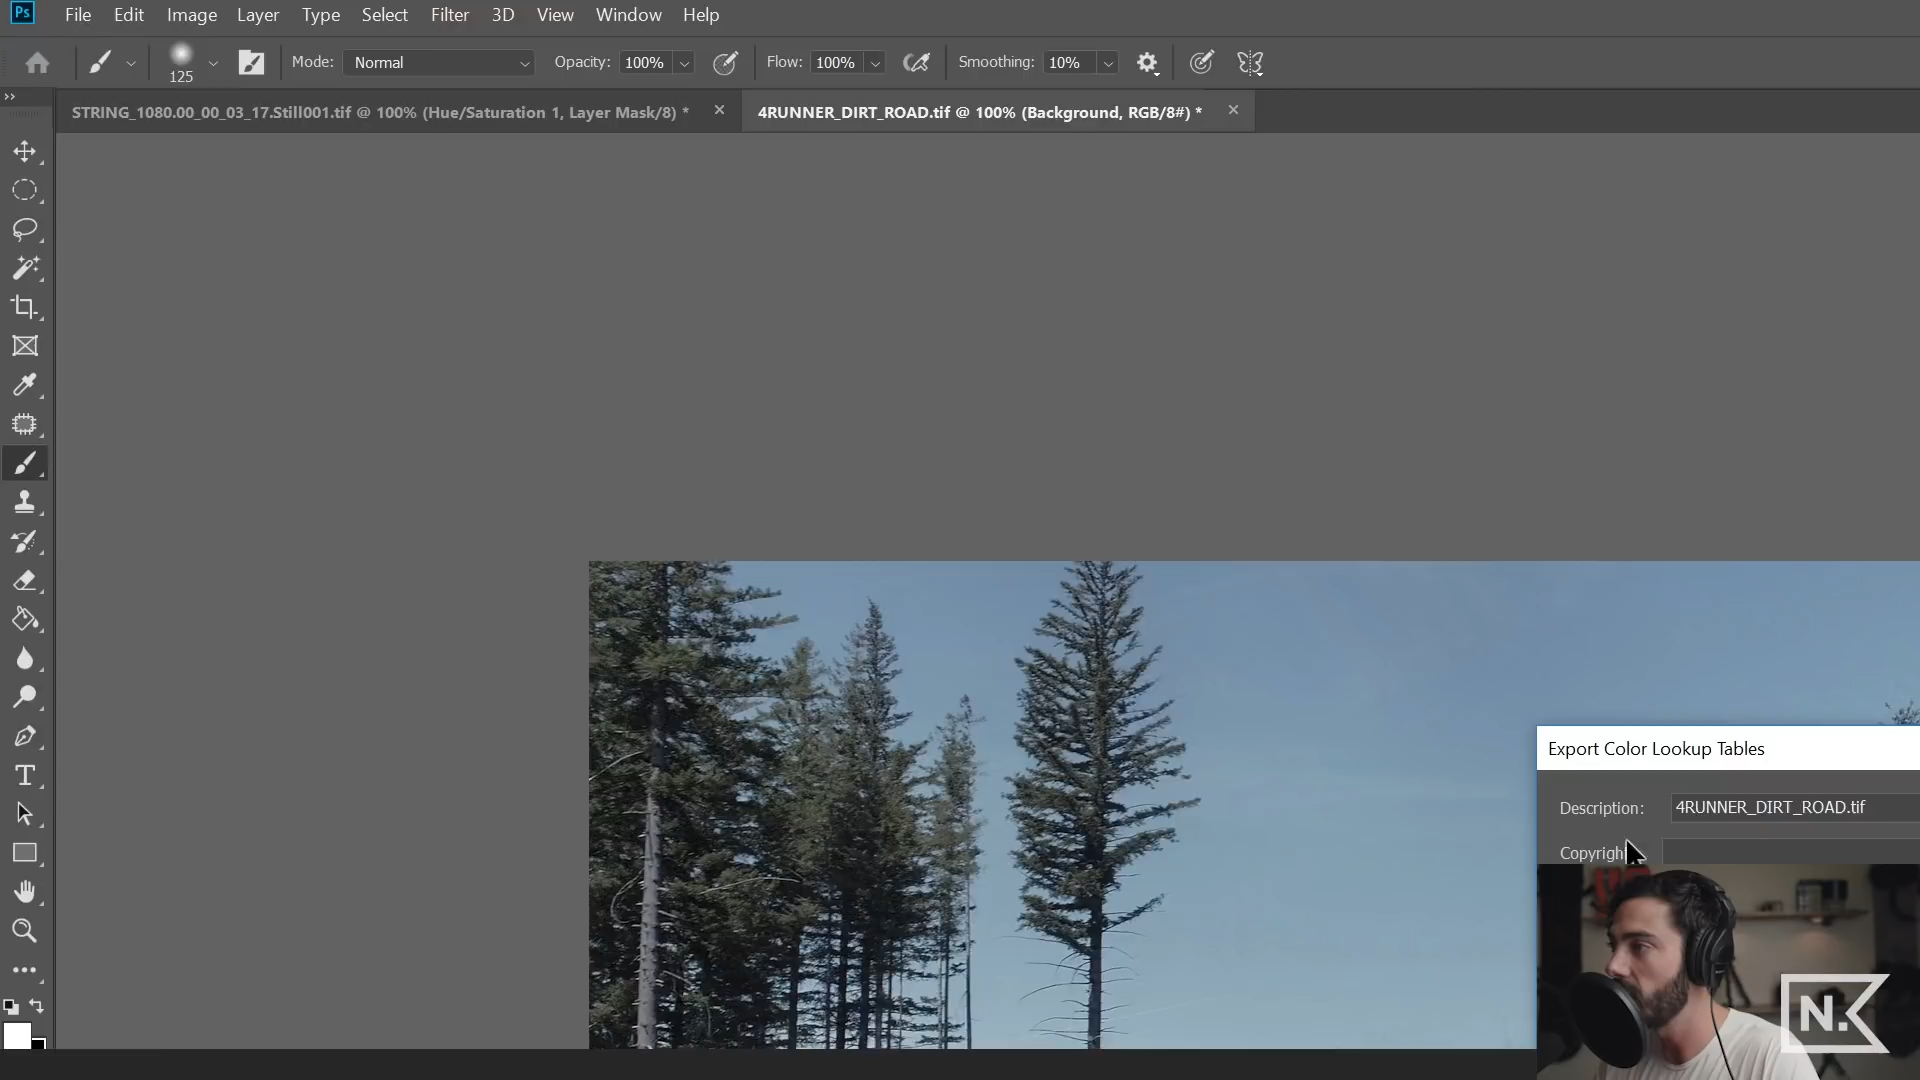 Ps File Edit Image Layer Type Select Filter 3D View Window Help
125 Mode: Normal Opacity: 100% Flow: 100% Smoothing: 10%
STRING_1080.00_00_03_17.Still001.tif @ 100% (Hue/Saturation 1, Layer Mask/8) * × 4RUNNER_DIRT_ROAD.tif @ 100% (Background, RGB/8#) * ×
Export Color Lookup Tables
Description: 4RUNNER_DIRT_ROAD.tif
Copyright
N.K